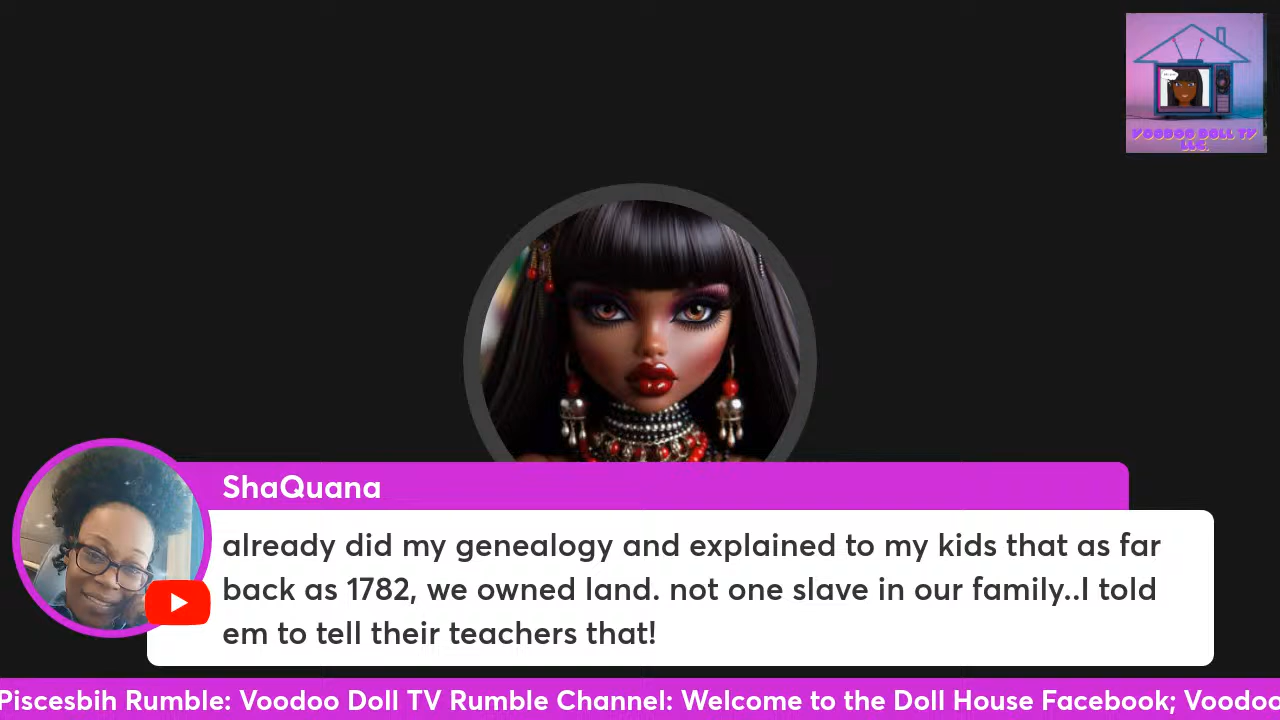 VOODOO DOLL TV
LLC.
ShaQuana
already did my genealogy and explained to my kids that as far
back as 1782, we owned land. not one slave in our family..I told
em to tell their teachers that!
Piscesbih Rumble: Voodoo Doll TV Rumble Channel: Welcome to the Doll House Facebook; Voodoo